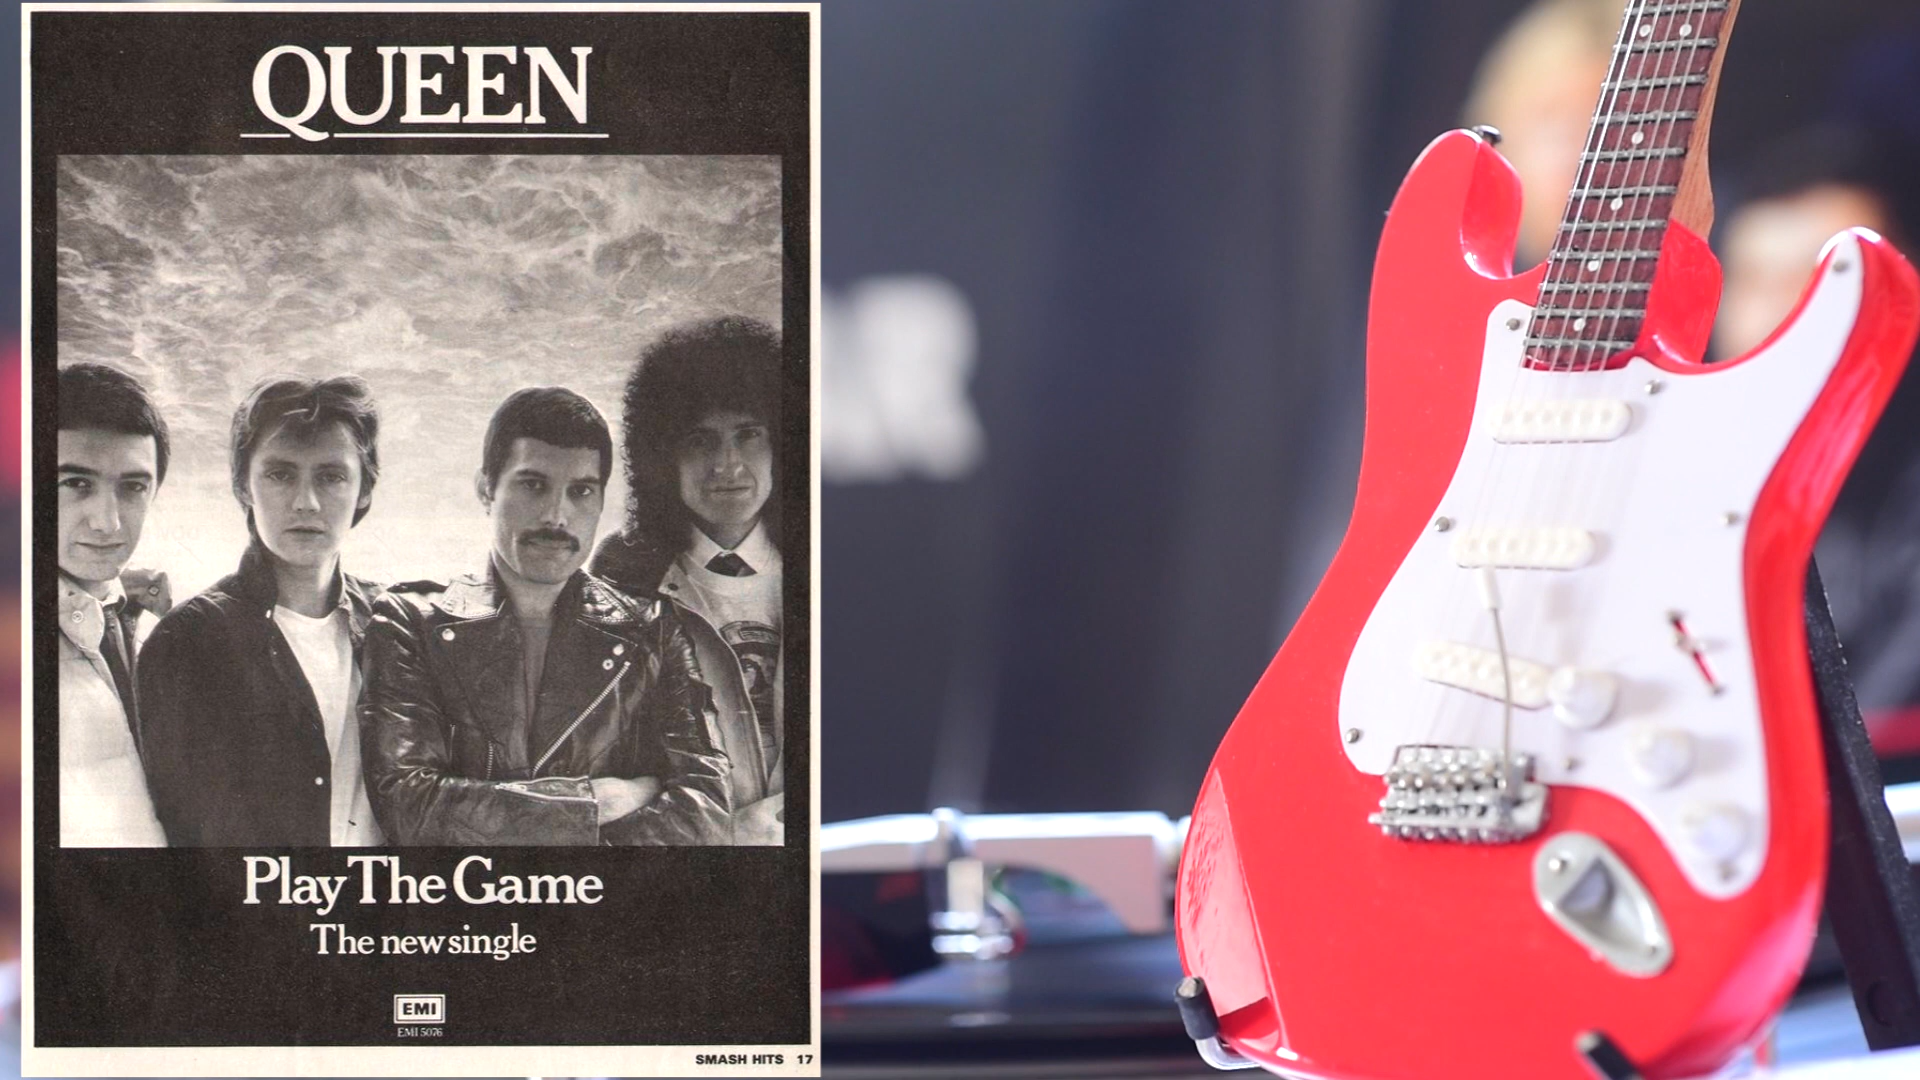 QUEEN
Play The Game
The new single
EMI
EMI 5076
SMASH HITS 17